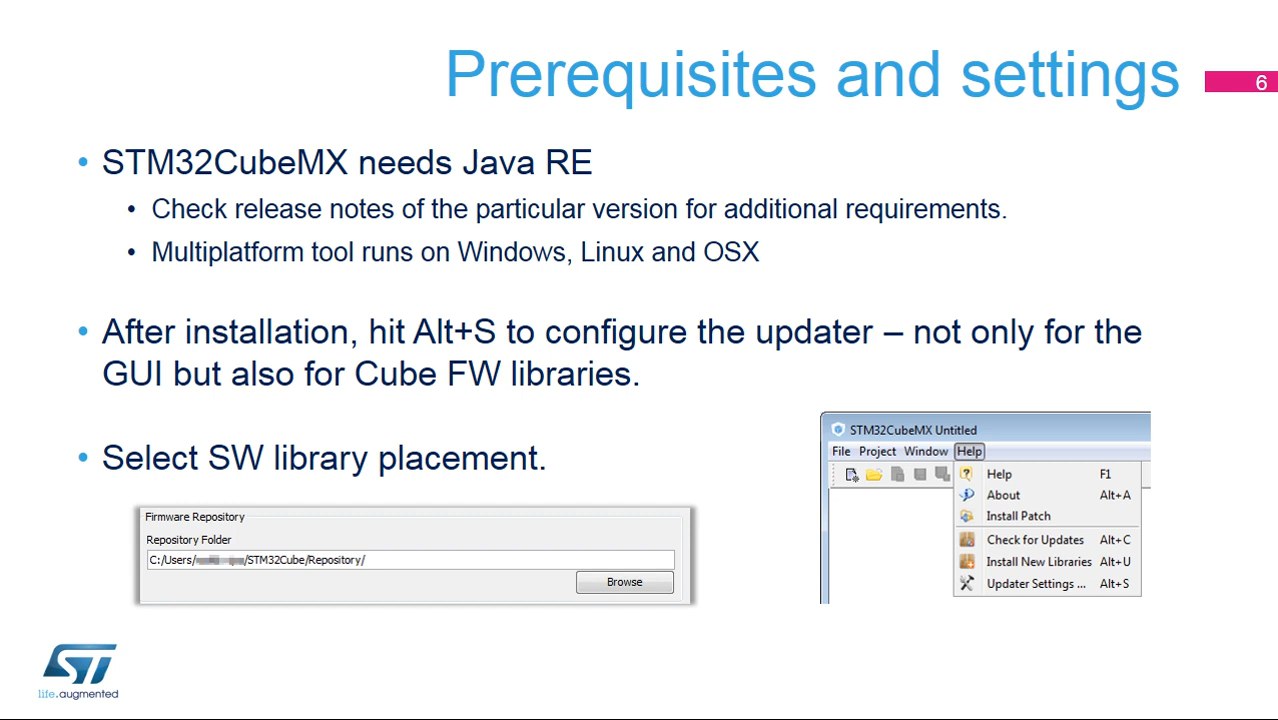 Prerequisites and settings
6
• STM32CubeMX needs Java RE
• Check release notes of the particular version for additional requirements.
• Multiplatform tool runs on Windows, Linux and OSX
• After installation, hit Alt+S to configure the updater – not only for the
GUI but also for Cube FW libraries.
• Select SW library placement.
Firmware Repository
Repository Folder
C:/Users/ /STM32Cube/Repository/
Browse
STM32CubeMX Untitled
File Project Window Help
Help F1
About Alt+A
Install Patch
Check for Updates Alt+C
Install New Libraries Alt+U
Updater Settings ... Alt+S
ST
life.augmented